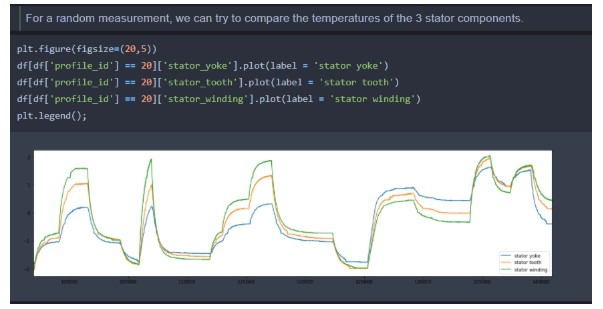 For a random measurement, we can try to compare the temperatures of the 3 stator components.
plt.figure(figsize=(20,5))
df[df['profile_id'] == 20]['stator_yoke'].plot(label = 'stator yoke')
df[df['profile_id'] == 20]['stator_tooth'].plot(label = 'stator tooth')
df[df['profile_id'] == 20]['stator_winding'].plot(label = 'stator winding')
plt.legend();
stator yoke
stator tooth
stator winding